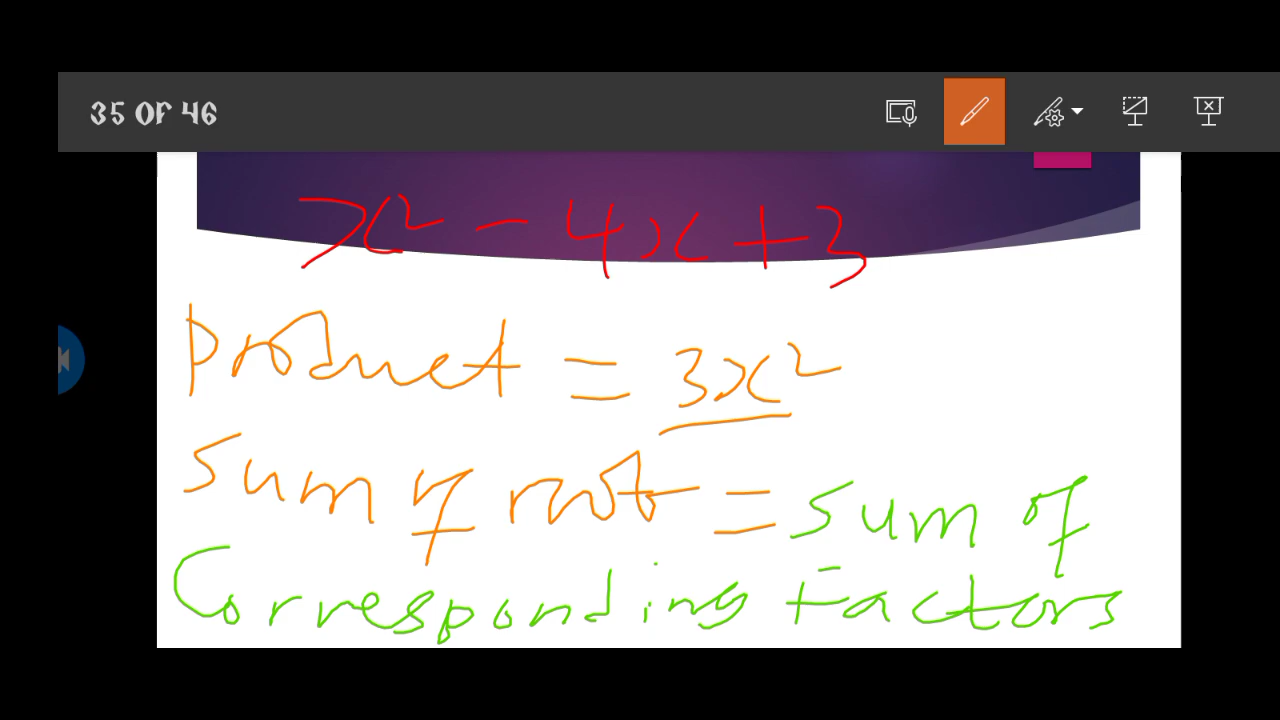 35 OF 46
x² - 4x + 3
Product = 3x²
Sum of root = Sum of
Corresponding Factors